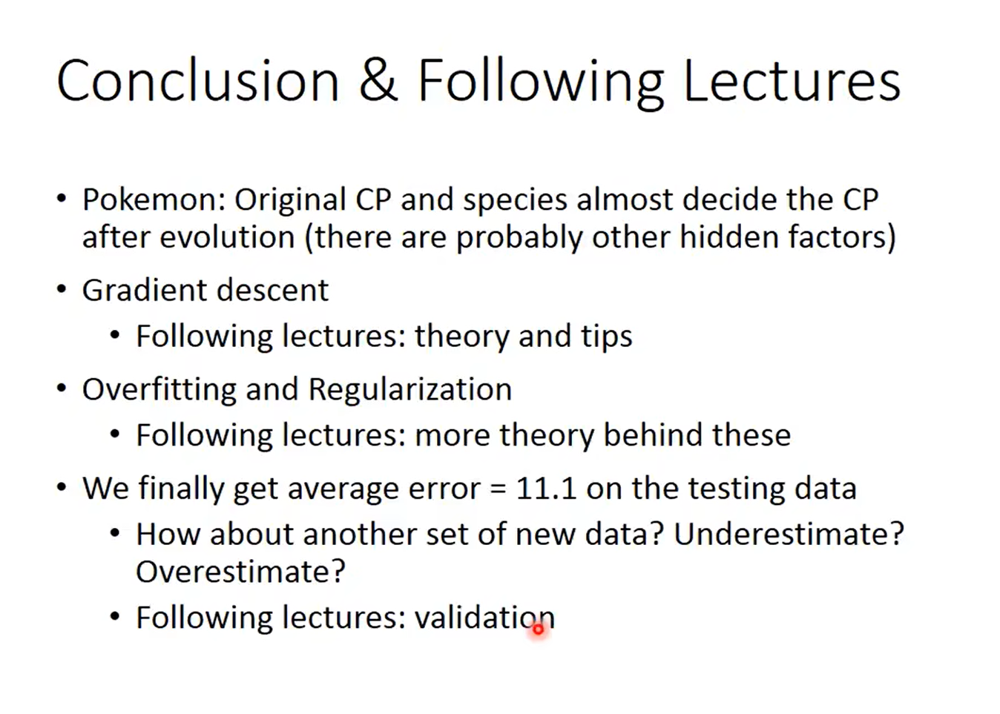 Conclusion & Following Lectures
• Pokemon: Original CP and species almost decide the CP
after evolution (there are probably other hidden factors)
• Gradient descent
• Following lectures: theory and tips
• Overfitting and Regularization
• Following lectures: more theory behind these
• We finally get average error = 11.1 on the testing data
• How about another set of new data? Underestimate?
Overestimate?
• Following lectures: validation